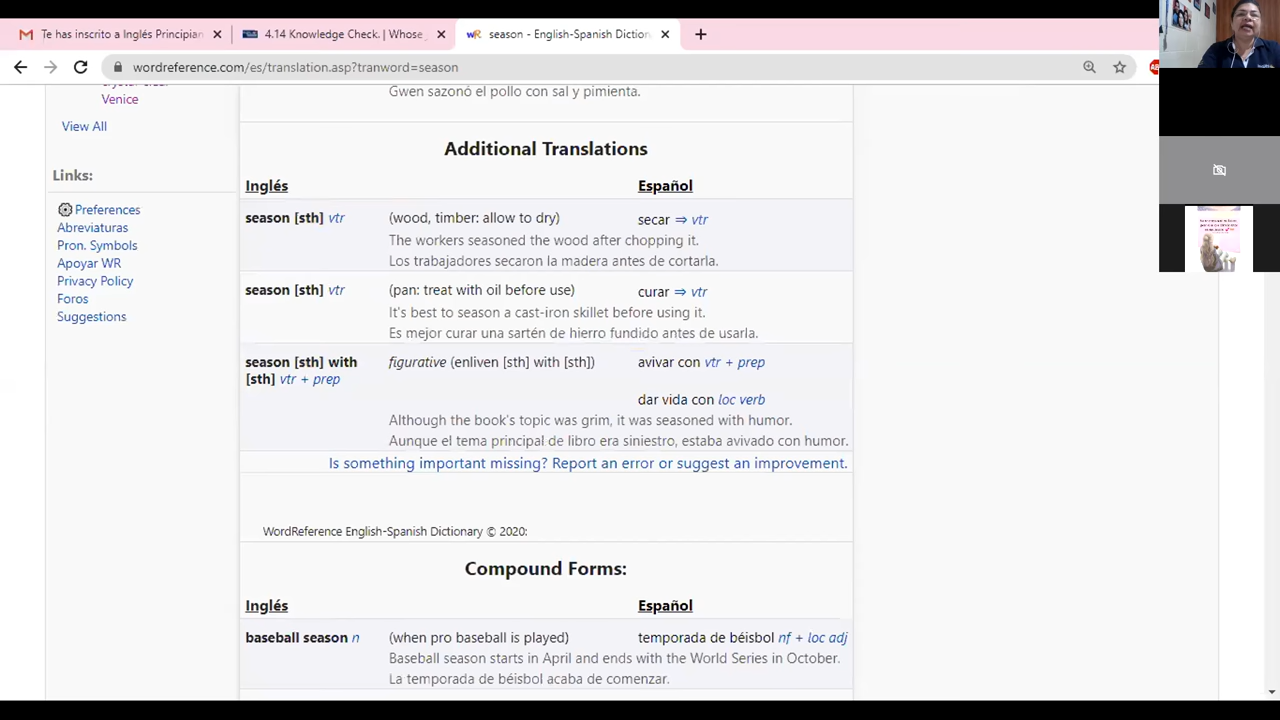 Te has inscrito a Inglés Principian
4.14 Knowledge Check. | Whose
season - English-Spanish Diction
wordreference.com/es/translation.asp?tranword=season
Venice
View All
Links:
Preferences
Abreviaturas
Pron. Symbols
Apoyar WR
Privacy Policy
Foros
Suggestions
Gwen sazonó el pollo con sal y pimienta.
Additional Translations
Inglés Español
season [sth] vtr (wood, timber: allow to dry) secar ⇒ vtr
The workers seasoned the wood after chopping it.
Los trabajadores secaron la madera antes de cortarla.
season [sth] vtr (pan: treat with oil before use) curar ⇒ vtr
It's best to season a cast-iron skillet before using it.
Es mejor curar una sartén de hierro fundido antes de usarla.
season [sth] with figurative (enliven [sth] with [sth]) avivar con vtr + prep
[sth] vtr + prep
dar vida con loc verb
Although the book's topic was grim, it was seasoned with humor.
Aunque el tema principal de libro era siniestro, estaba avivado con humor.
Is something important missing? Report an error or suggest an improvement.
WordReference English-Spanish Dictionary © 2020:
Compound Forms:
Inglés Español
baseball season n (when pro baseball is played) temporada de béisbol nf + loc adj
Baseball season starts in April and ends with the World Series in October.
La temporada de béisbol acaba de comenzar.